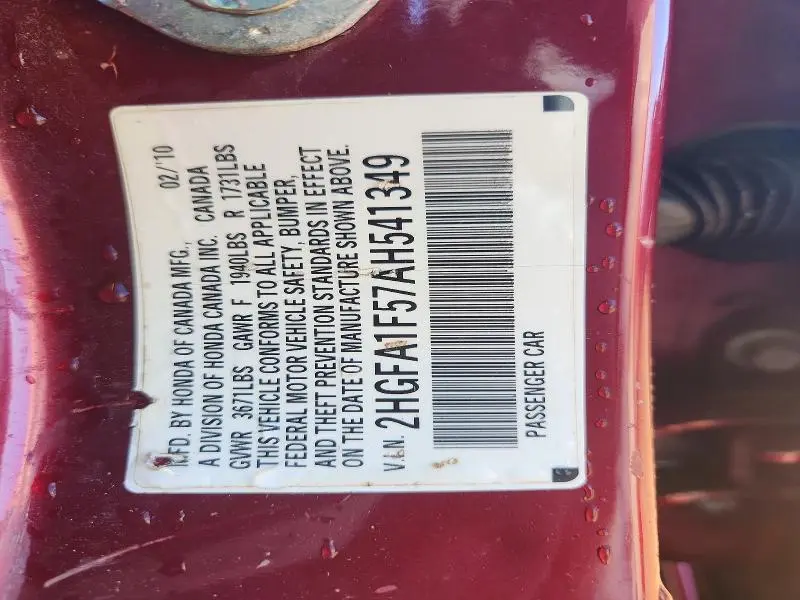 MFD. BY HONDA OF CANADA MFG., 02/'10
A DIVISION OF HONDA CANADA INC. CANADA
GVWR 3671LBS GAWR F 1940LBS R 1731LBS
THIS VEHICLE CONFORMS TO ALL APPLICABLE
FEDERAL MOTOR VEHICLE SAFETY, BUMPER,
AND THEFT PREVENTION STANDARDS IN EFFECT
ON THE DATE OF MANUFACTURE SHOWN ABOVE.
V.I.N. 2HGFA1F57AH541349
PASSENGER CAR